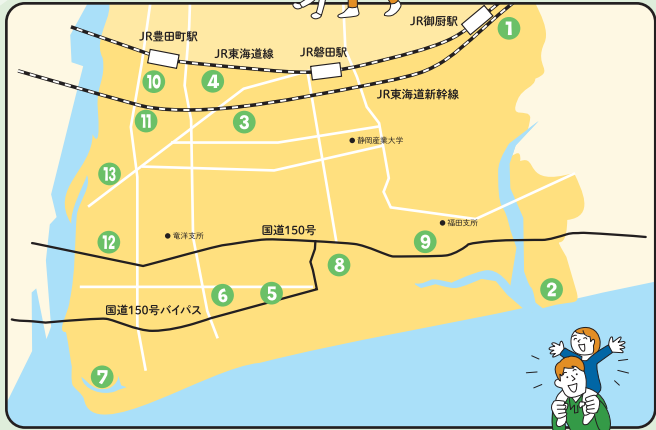 JR御厨駅
1
JR豊田町駅
JR東海道線
JR磐田駅
10
4
JR東海道新幹線
11
3
●静岡産業大学
13
●福田支所
国道150号
●竜洋支所
12
9
8
6
5
2
国道150号バイパス
7